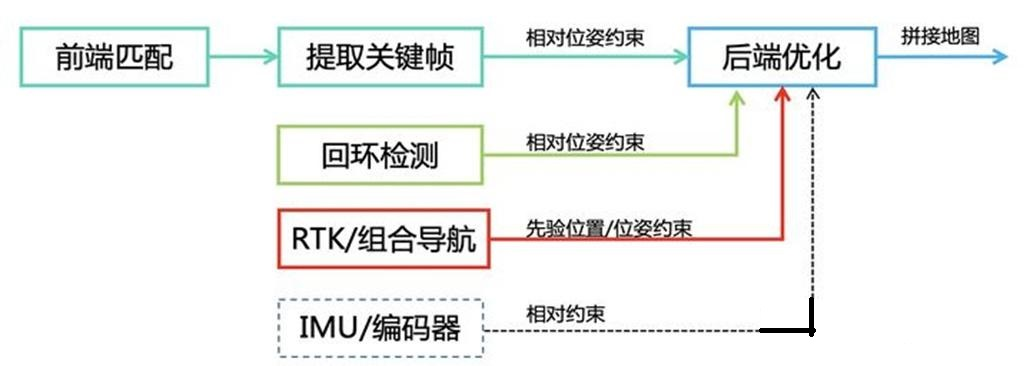 前端匹配
提取关键帧
相对位姿约束
后端优化
拼接地图
回环检测
相对位姿约束
RTK/组合导航
先验位置/位姿约束
IMU/编码器
相对约束